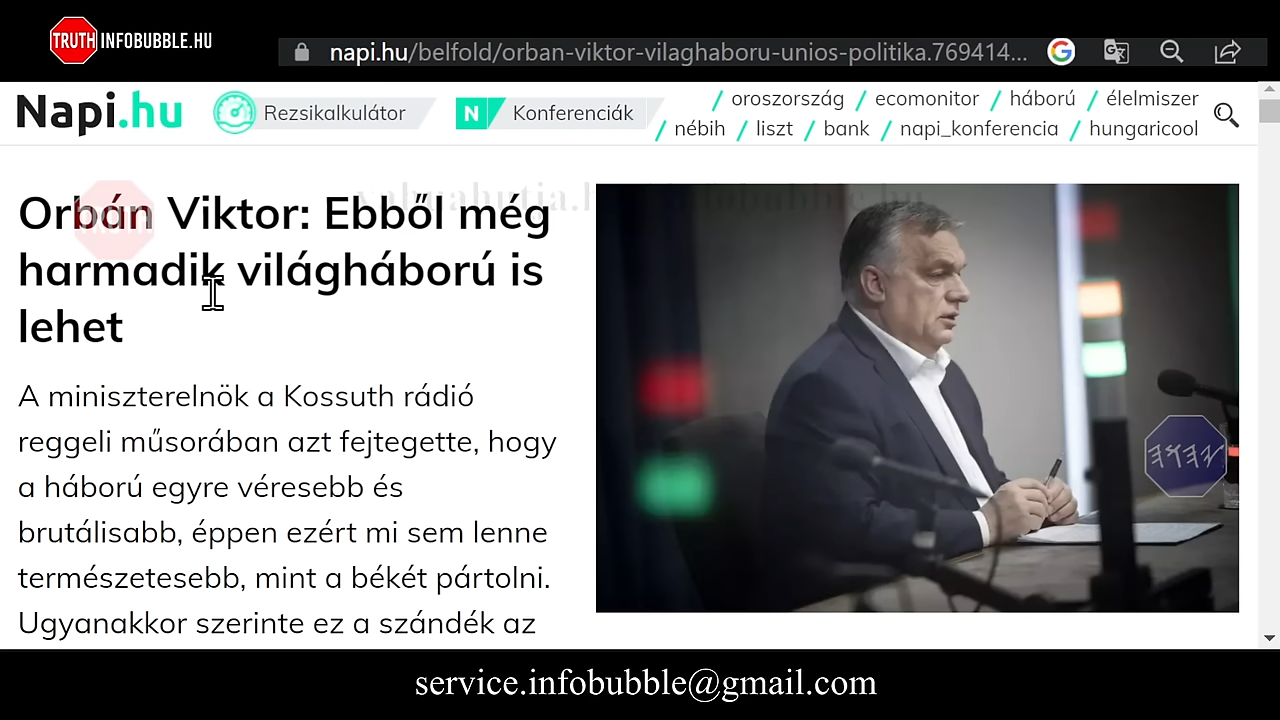 TRUTH INFOBUBBLE.HU
napi.hu/belfold/orban-viktor-vilaghaboru-unios-politika.769414...
Napi.hu
Rezsikalkulátor
N Konferenciák
/ oroszország / ecomonitor / háború / élelmiszer
/ nébih / liszt / bank / napi_konferencia / hungaricool
Orbán Viktor: Ebből még
harmadik világháború is
lehet
A miniszterelnök a Kossuth rádió
reggeli műsorában azt fejtegette, hogy
a háború egyre véresebb és
brutálisabb, éppen ezért mi sem lenne
természetesebb, mint a békét pártolni.
Ugyanakkor szerinte ez a szándék az
service.infobubble@gmail.com